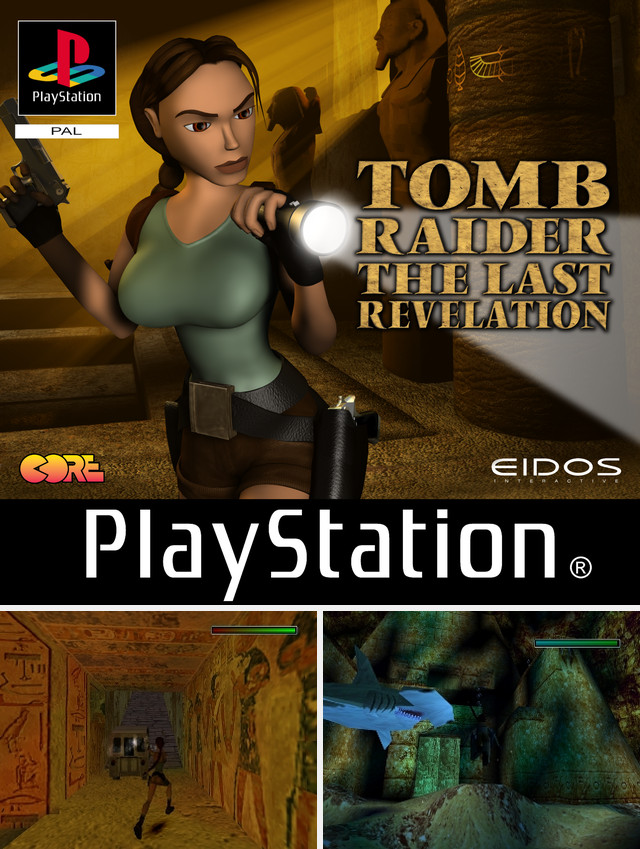 PlayStation
PAL
TOMB
RAIDER
THE LAST
REVELATION
CORE
EIDOS
INTERACTIVE
PlayStation®